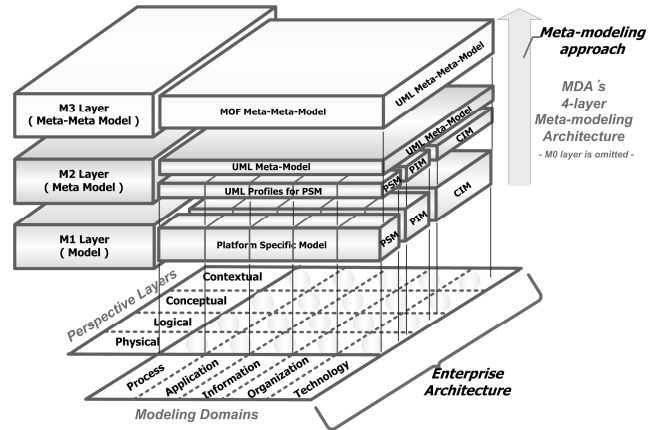 Meta-modeling
approach
MDA's
4-layer
Meta-modeling
Architecture
- M0 layer is omitted -
M3 Layer
( Meta-Meta Model )
MOF Meta-Meta-Model
UML Meta-Meta-Model
M2 Layer
( Meta Model )
UML Meta-Model
UML Meta-Model
CIM
UML Profiles for PSM
PSM
PIM
M1 Layer
( Model )
Platform Specific Model
PSM
PIM
CIM
Perspective Layers
Contextual
Conceptual
Logical
Physical
Process
Application
Information
Organization
Technology
Modeling Domains
Enterprise
Architecture